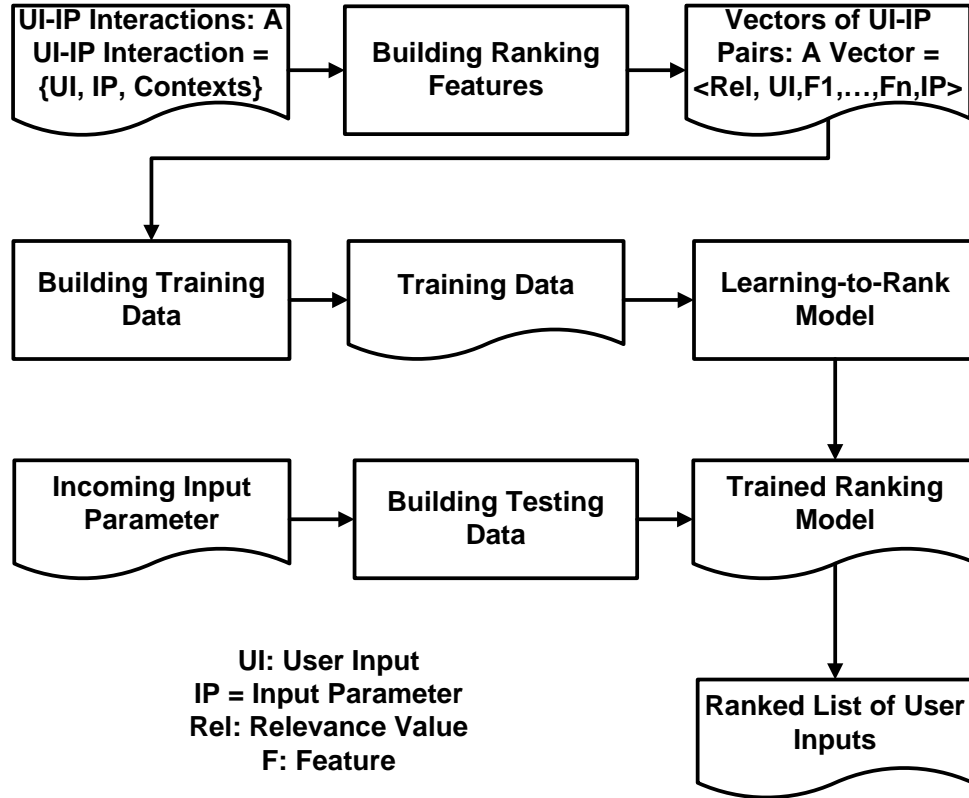 UI-IP Interactions: A
UI-IP Interaction =
{UI, IP, Contexts}
Building Ranking
Features
Vectors of UI-IP
Pairs: A Vector =
<Rel, UI,F1,...,Fn,IP>
Building Training
Data
Training Data
Learning-to-Rank
Model
Incoming Input
Parameter
Building Testing
Data
Trained Ranking
Model
UI: User Input
IP = Input Parameter
Rel: Relevance Value
F: Feature
Ranked List of User
Inputs